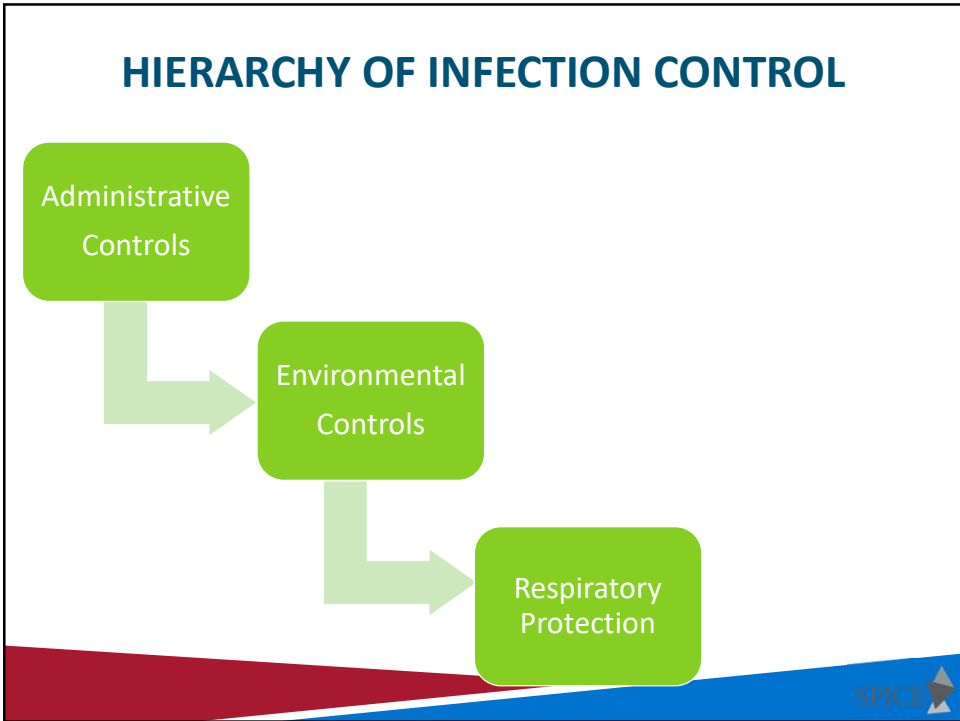 HIERARCHY OF INFECTION CONTROL
Administrative
Controls
Environmental
Controls
Respiratory
Protection
SPICE